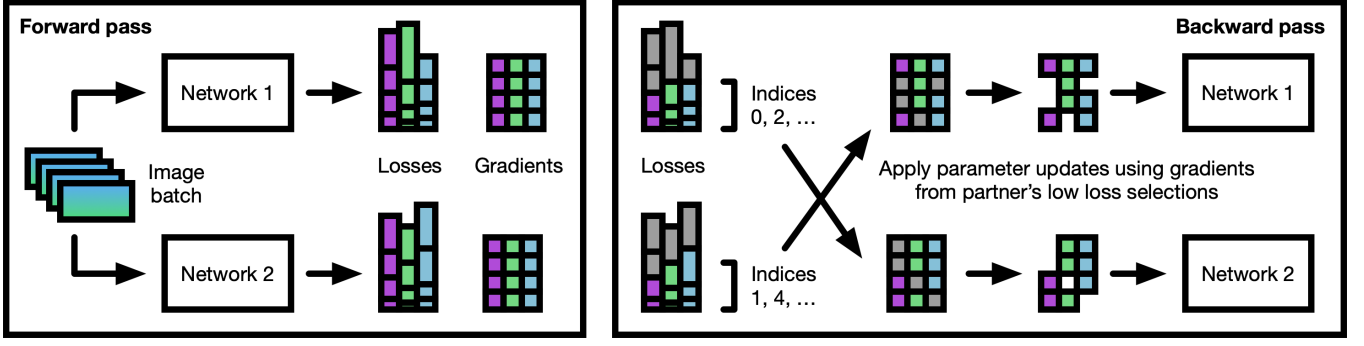 Forward pass
Network 1
Losses
Gradients
Image
batch
Network 2
Backward pass
Indices
0, 2, ...
Network 1
Losses
Apply parameter updates using gradients
from partner's low loss selections
Indices
1, 4, ...
Network 2